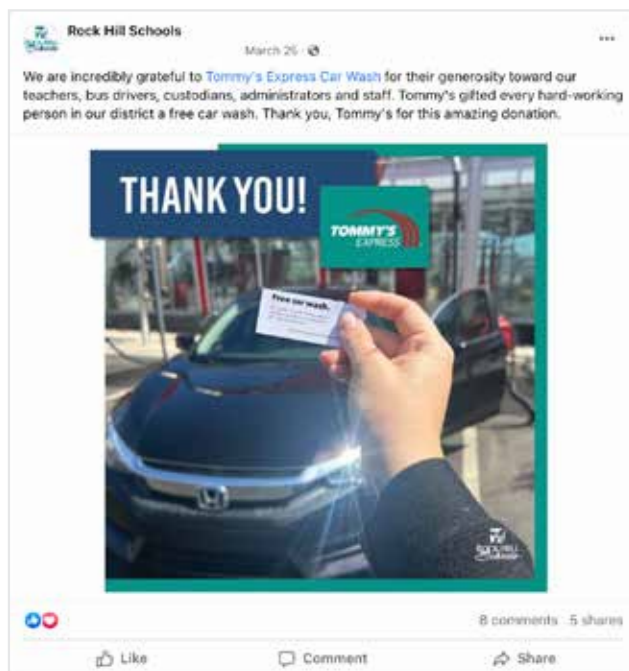 Rock Hill Schools
March 25
We are incredibly grateful to Tommy's Express Car Wash for their generosity toward our
teachers, bus drivers, custodians, administrators and staff. Tommy's gifted every hard-working
person in our district a free car wash. Thank you, Tommy's for this amazing donation.
THANK YOU!
TOMMY'S
EXPRESS
Free car wash.
8 comments 5 shares
Like Comment Share